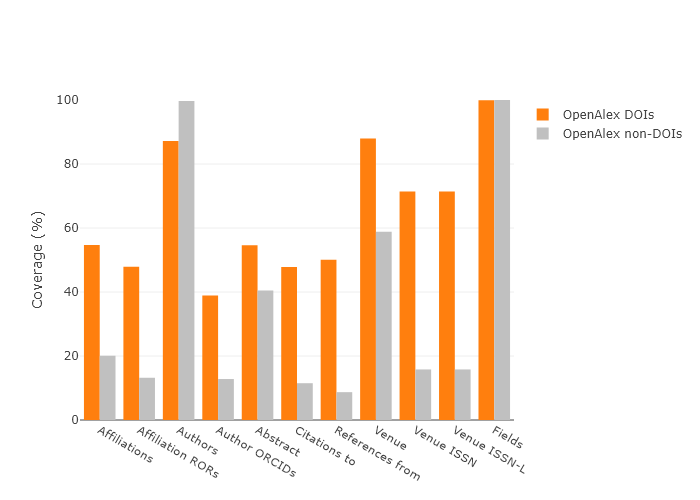 100
80
60
40
20
0
Coverage (%)
Affiliations
Affiliation RORs
Authors
Author ORCIDs
Abstract
Citations to
References from
Venue
Venue ISSN
Venue ISSN-L
Fields
OpenAlex DOIs
OpenAlex non-DOIs